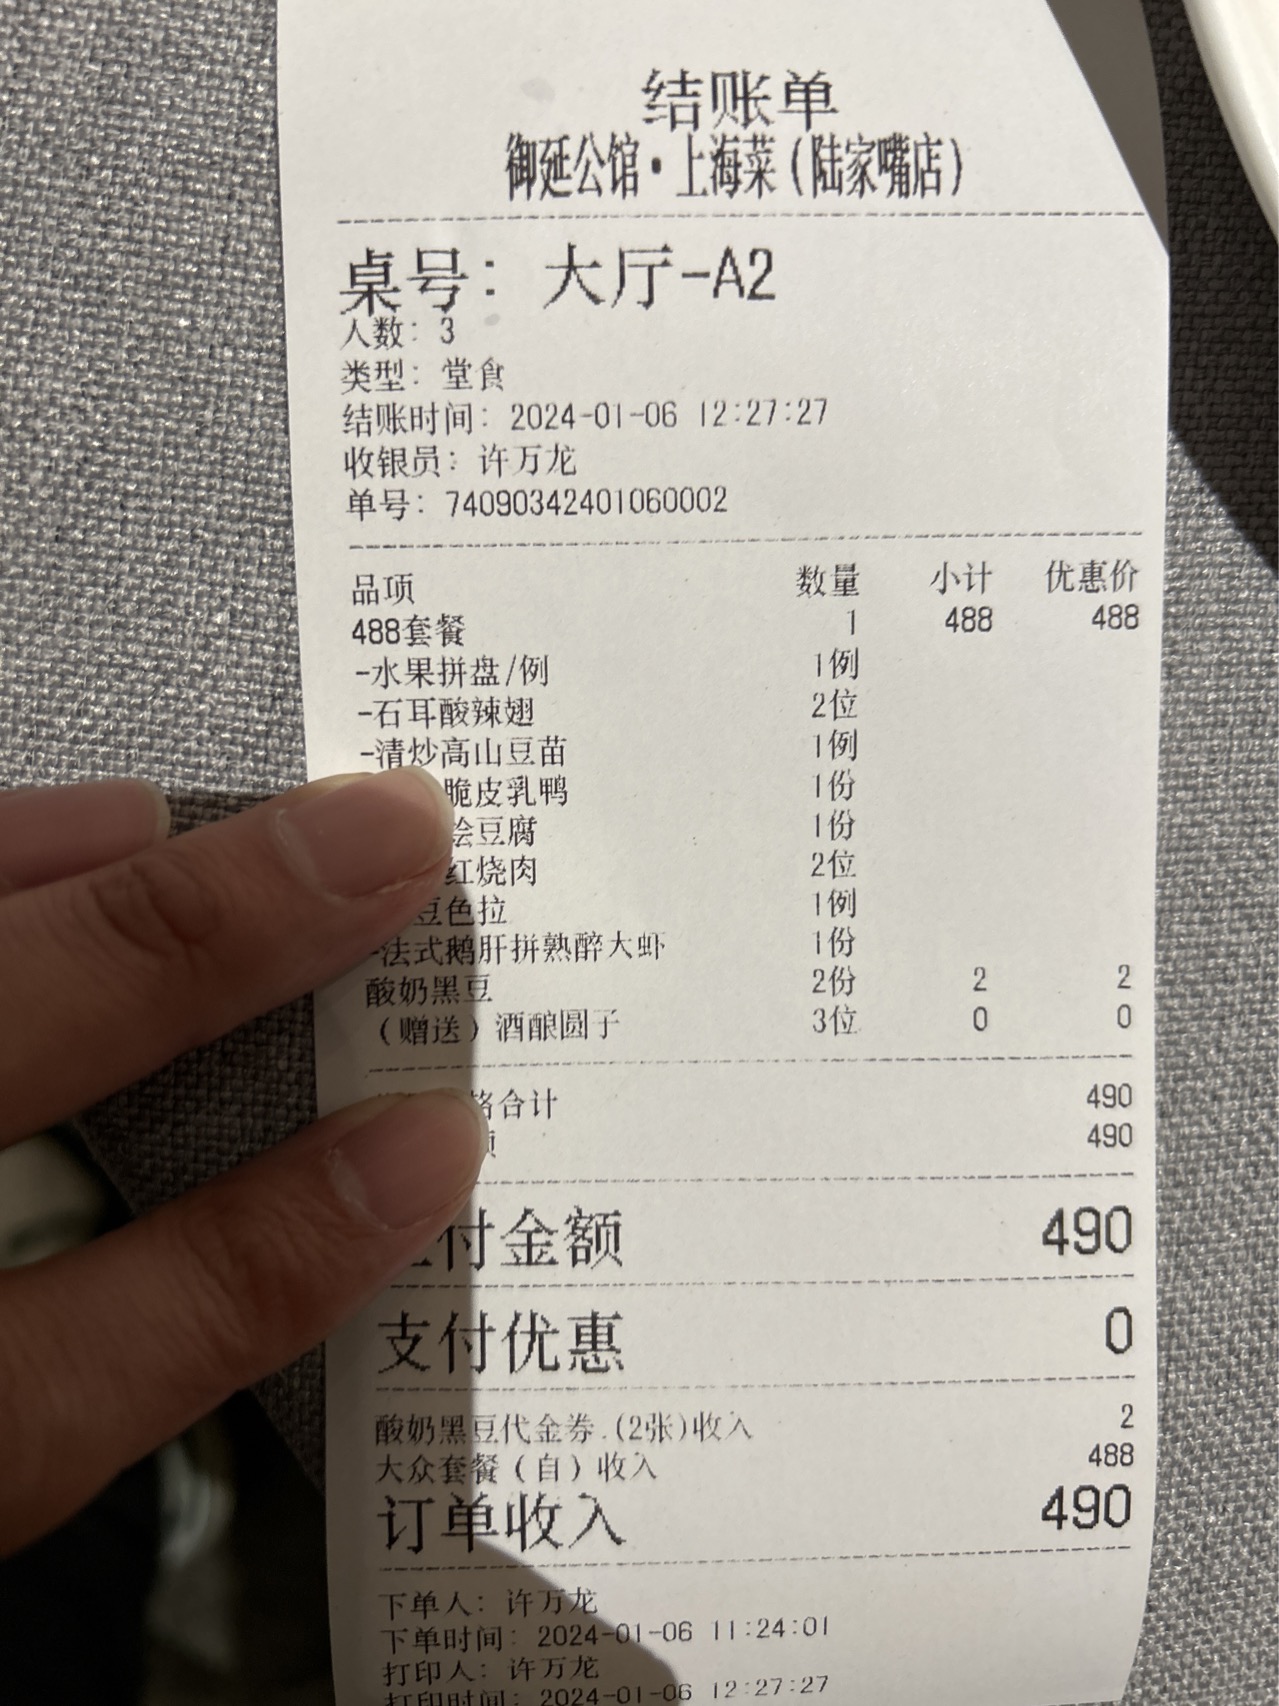 结账单
御延公馆·上海菜(陆家嘴店)
桌号: 大厅-A2
人数: 3
类型: 堂食
结账时间: 2024-01-06 12:27:27
收银员: 许万龙
单号: 74090342401060002
品项 数量 小计 优惠价
488套餐 1 488 488
-水果拼盘/例 1例
-石耳酸辣翅 2位
-清炒高山豆苗 1例
脆皮乳鸭 1份
烩豆腐 1份
红烧肉 2位
豆色拉 1例
-法式鹅肝拼熟醉大虾 1份
酸奶黑豆 2份 2 2
(赠送)酒酿圆子 3位 0 0
合计 490
490
付金额 490
支付优惠 0
酸奶黑豆代金券.(2张)收入 2
大众套餐(自)收入 488
订单收入 490
下单人: 许万龙
下单时间: 2024-01-06 11:24:01
打印人: 许万龙
打印时间: 2024-01-06 12:27:27